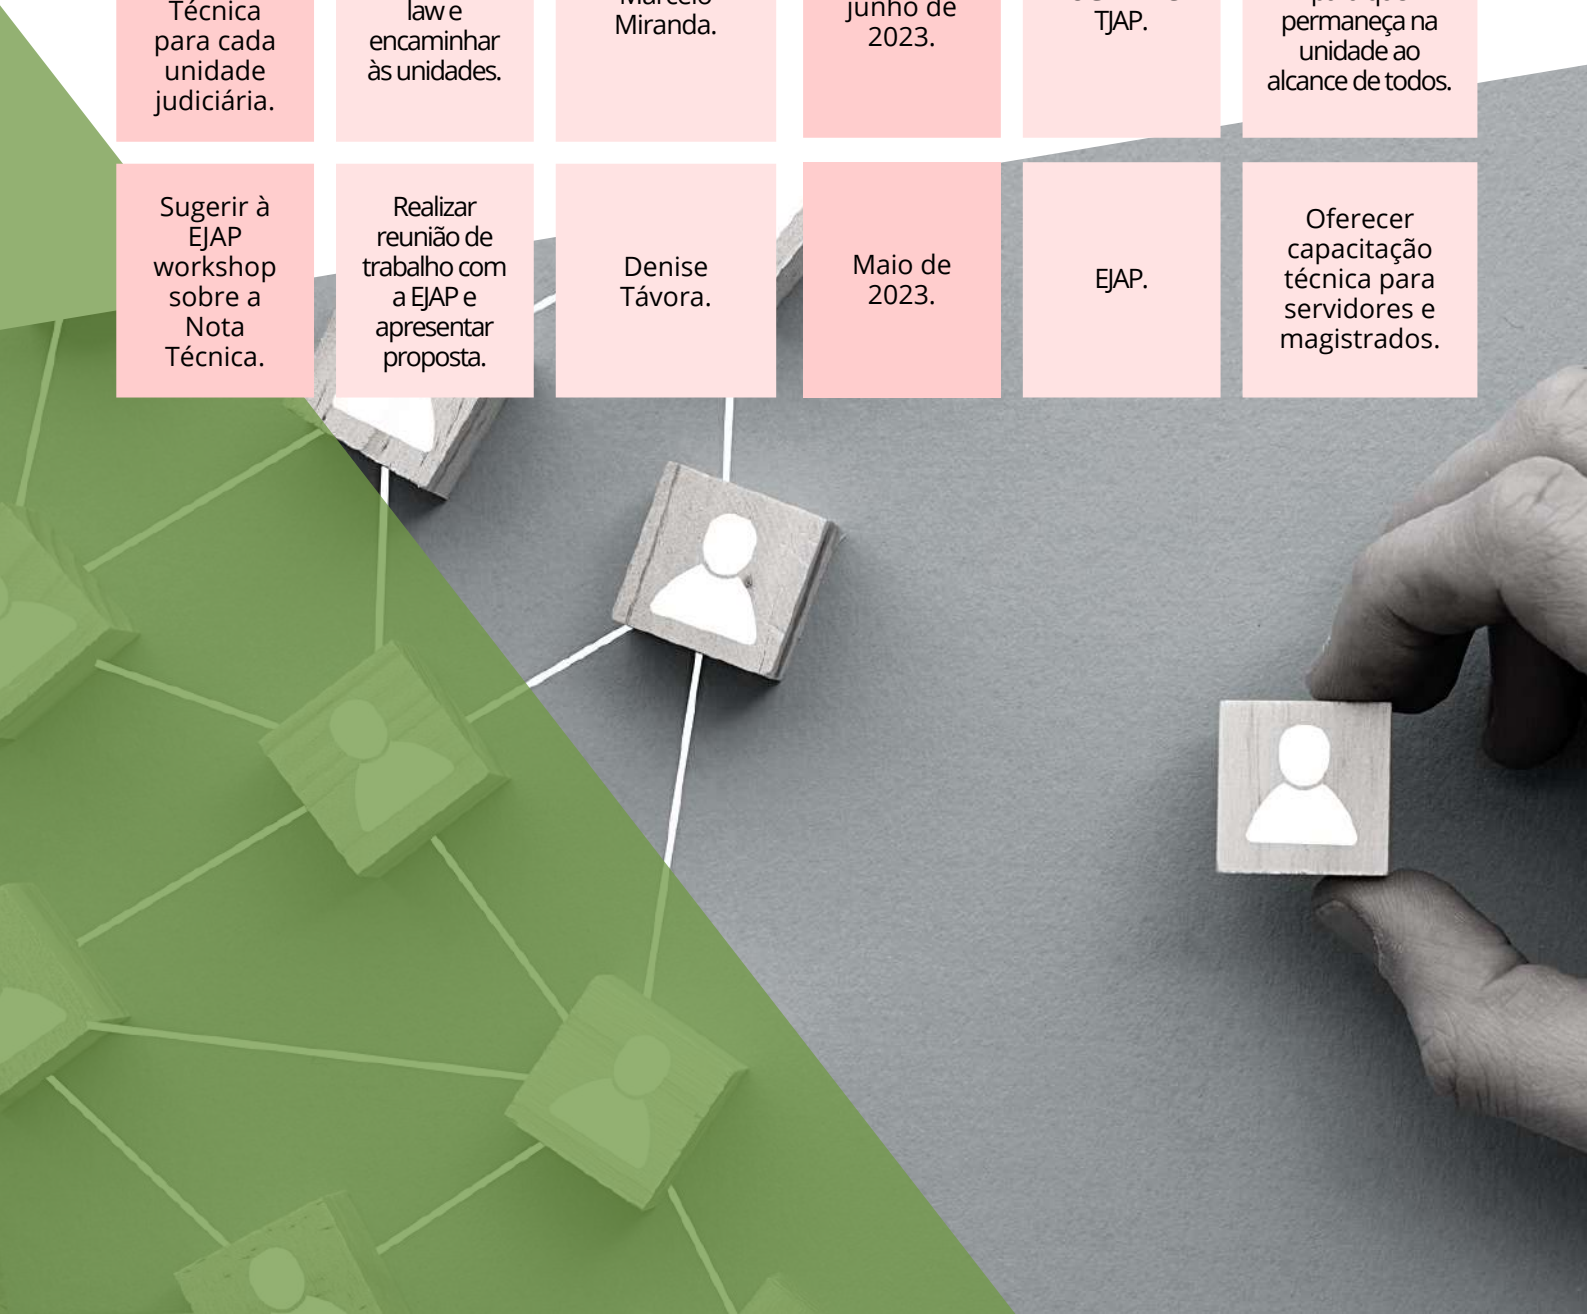 Técnica
para cada
unidade
judiciária.
law e
encaminhar
às unidades.
Miranda.
junho de
2023.
TJAP.
permaneça na
unidade ao
alcance de todos.
Sugerir à
EJAP
workshop
sobre a
Nota
Técnica.
Realizar
reunião de
trabalho com
a EJAP e
apresentar
proposta.
Denise
Távora.
Maio de
2023.
EJAP.
Oferecer
capacitação
técnica para
servidores e
magistrados.